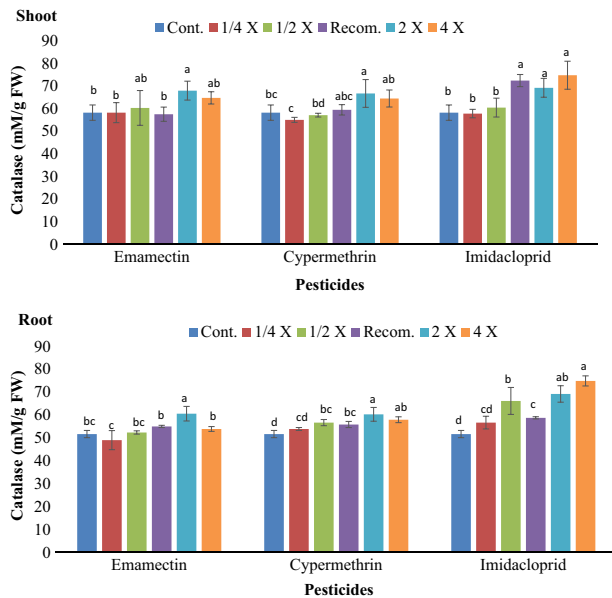 Shoot
Cont. 1/4 X 1/2 X Recom. 2 X 4 X
Catalase (mM/g FW)
90
80
70
60
50
40
30
20
10
0
b b ab b a ab
bc c bd abc a ab
b b b a a a
Emamectin Cypermethrin Imidacloprid
Pesticides
Root
Cont. 1/4 X 1/2 X Recom. 2 X 4 X
Catalase (mM/g FW)
90
80
70
60
50
40
30
20
10
0
bc c bc b a b
d cd bc bc a ab
d cd b c ab a
Emamectin Cypermethrin Imidacloprid
Pesticides